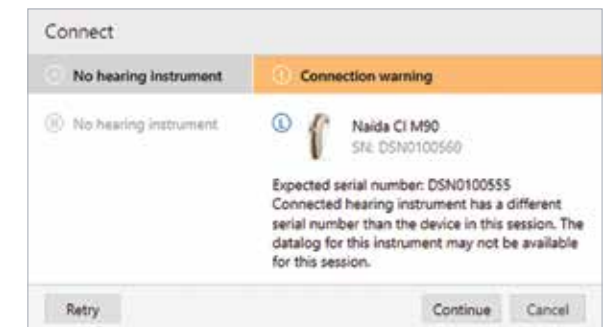 Connect
R No hearing instrument
L Connection warning
R No hearing instrument
L Naída CI M90
SN: DSN0100560
Expected serial number: DSN0100555
Connected hearing instrument has a different
serial number than the device in this session. The
datalog for this instrument may not be available
for this session.
Retry
Continue
Cancel